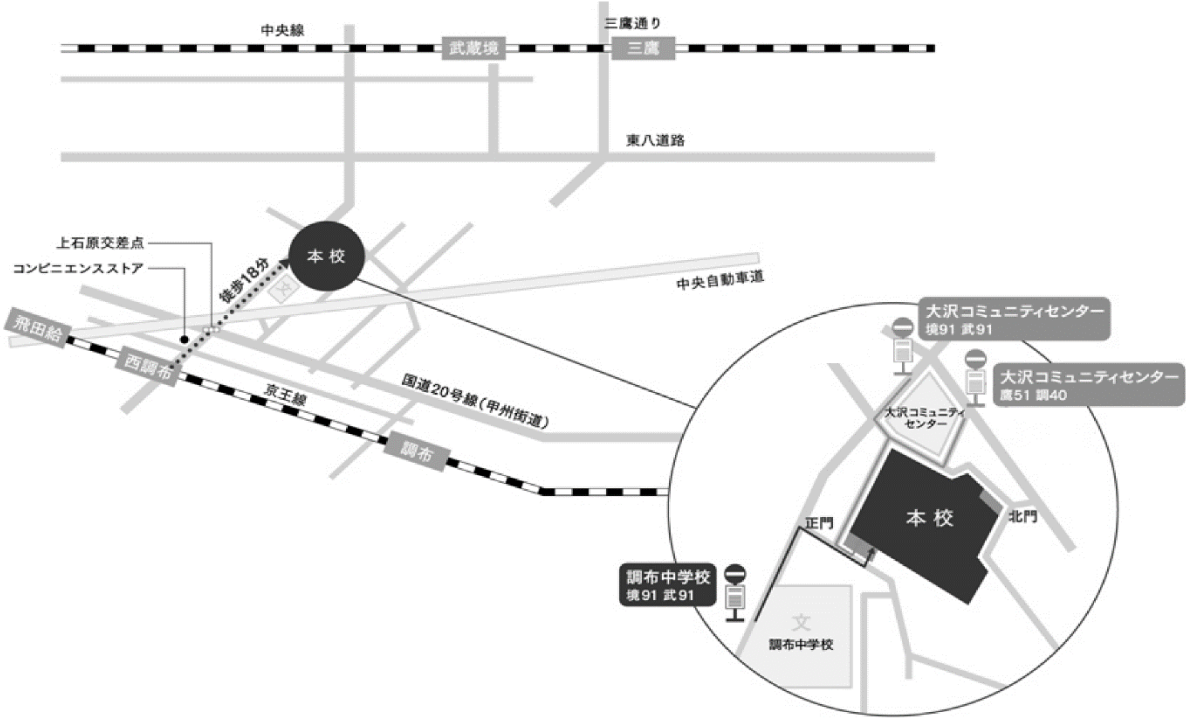 三鷹通り
中央線
武蔵境
三鷹
東八道路
上石原交差点
コンビニエンスストア
徒歩18分
本校
文
中央自動車道
飛田給
西調布
京王線
国道20号線（甲州街道）
調布
大沢コミュニティセンター
境91 武91
大沢コミュニティセンター
鷹51 調40
大沢コミュニティ
センター
本校
正門
北門
調布中学校
境91 武91
文
調布中学校